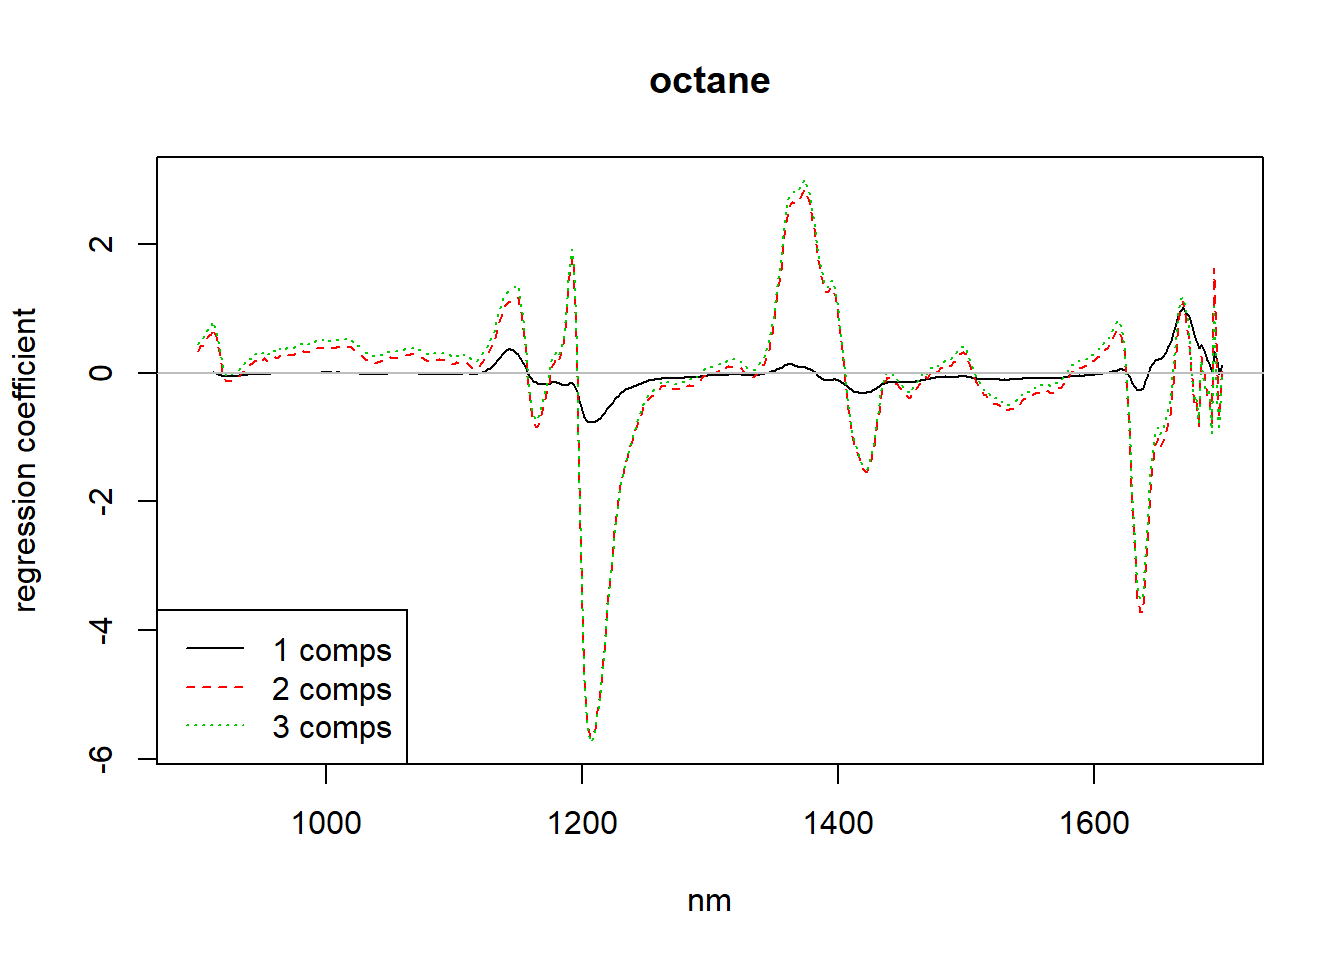 octane
regression coefficient
2
0
-2
-4
-6
1 comps
2 comps
3 comps
1000
1200
1400
1600
nm